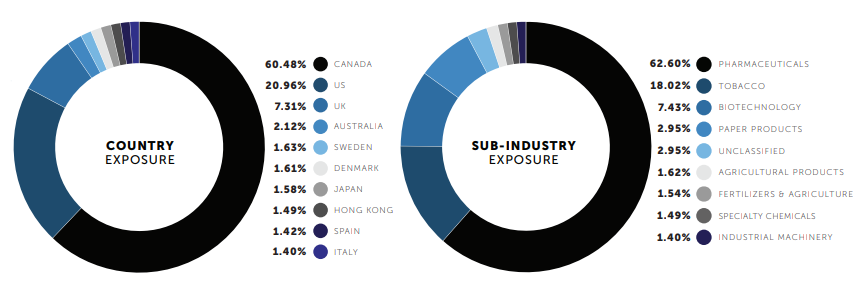 COUNTRY
EXPOSURE
60.48% CANADA
20.96% US
7.31% UK
2.12% AUSTRALIA
1.63% SWEDEN
1.61% DENMARK
1.58% JAPAN
1.49% HONG KONG
1.42% SPAIN
1.40% ITALY
SUB-INDUSTRY
EXPOSURE
62.60% PHARMACEUTICALS
18.02% TOBACCO
7.43% BIOTECHNOLOGY
2.95% PAPER PRODUCTS
2.95% UNCLASSIFIED
1.62% AGRICULTURAL PRODUCTS
1.54% FERTILIZERS & AGRICULTURE
1.49% SPECIALTY CHEMICALS
1.40% INDUSTRIAL MACHINERY